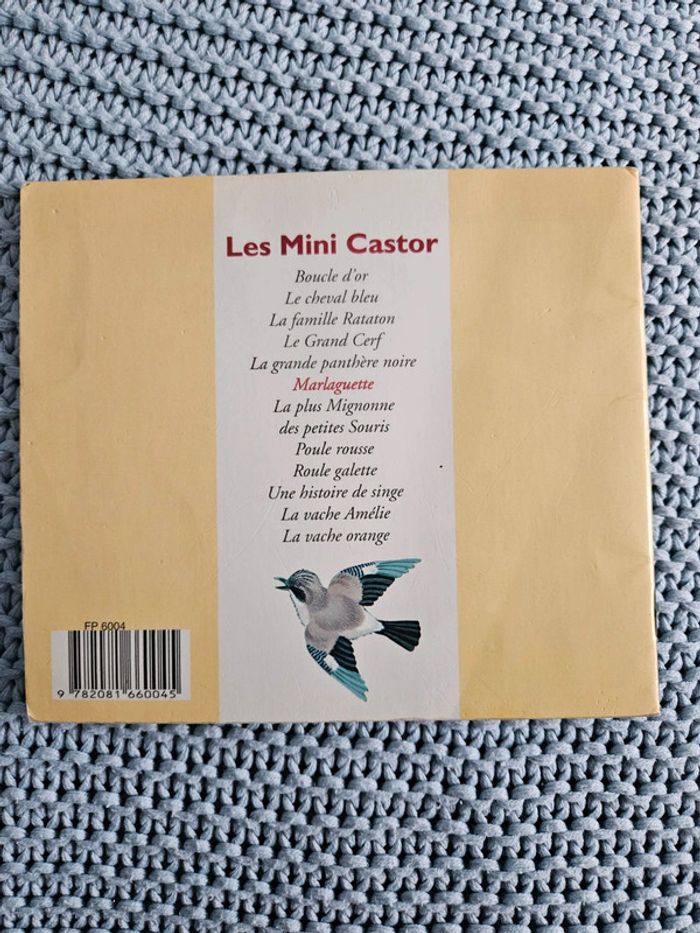 Les Mini Castor
Boucle d'or
Le cheval bleu
La famille Rataton
Le Grand Cerf
La grande panthère noire
Marlaguette
La plus Mignonne
des petites Souris
Poule rousse
Roule galette
Une histoire de singe
La vache Amélie
La vache orange
FP 6004
9 782081 660045